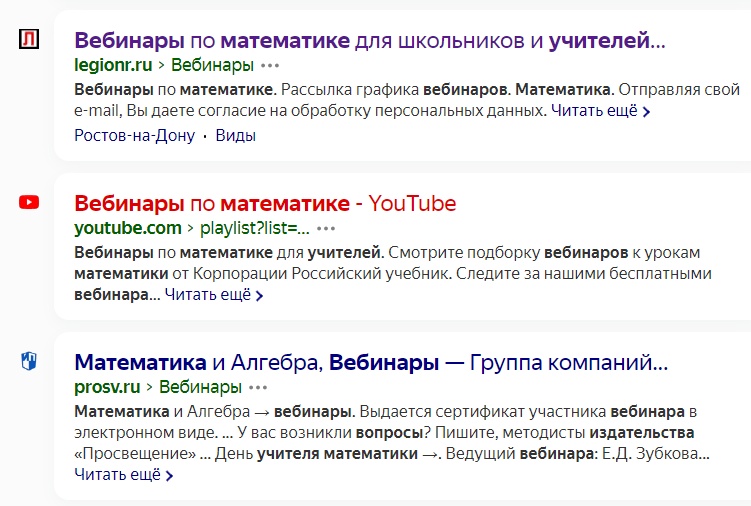 Л
Вебинары по математике для школьников и учителей...
legionr.ru › Вебинары •••
Вебинары по математике. Рассылка графика вебинаров. Математика. Отправляя свой
e-mail, Вы даете согласие на обработку персональных данных. Читать ещё ›
Ростов-на-Дону · Виды
Вебинары по математике - YouTube
youtube.com › playlist?list=... •••
Вебинары по математике для учителей. Смотрите подборку вебинаров к урокам
математики от Корпорации Российский учебник. Следите за нашими бесплатными
вебинара... Читать ещё ›
Математика и Алгебра, Вебинары — Группа компаний...
prosv.ru › Вебинары •••
Математика и Алгебра → вебинары. Выдается сертификат участника вебинара в
электронном виде. ... У вас возникли вопросы? Пишите, методисты издательства
«Просвещение» ... День учителя математики →. Ведущий вебинара: Е.Д. Зубкова...
Читать ещё ›